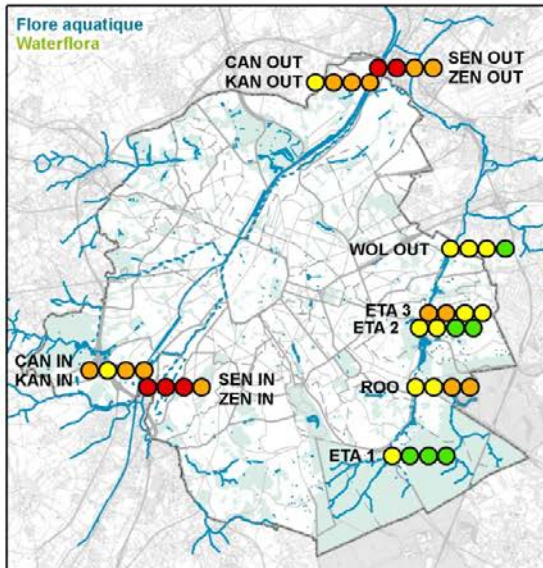 Flore aquatique
Waterflora
CAN OUT
KAN OUT
SEN OUT
ZEN OUT
WOL OUT
ETA 3
ETA 2
CAN IN
KAN IN
SEN IN
ZEN IN
ROO
ETA 1